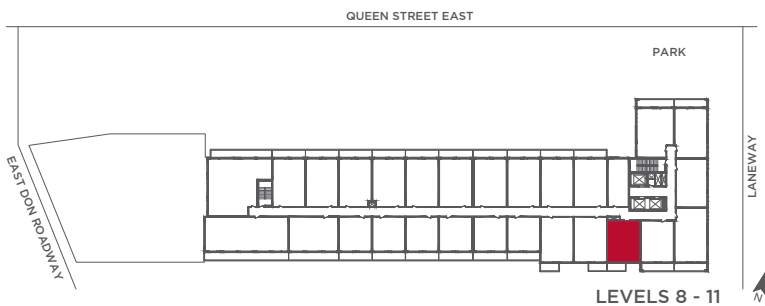 QUEEN STREET EAST
PARK
LANEWAY
EAST DON ROADWAY
LEVELS 8 - 11
N